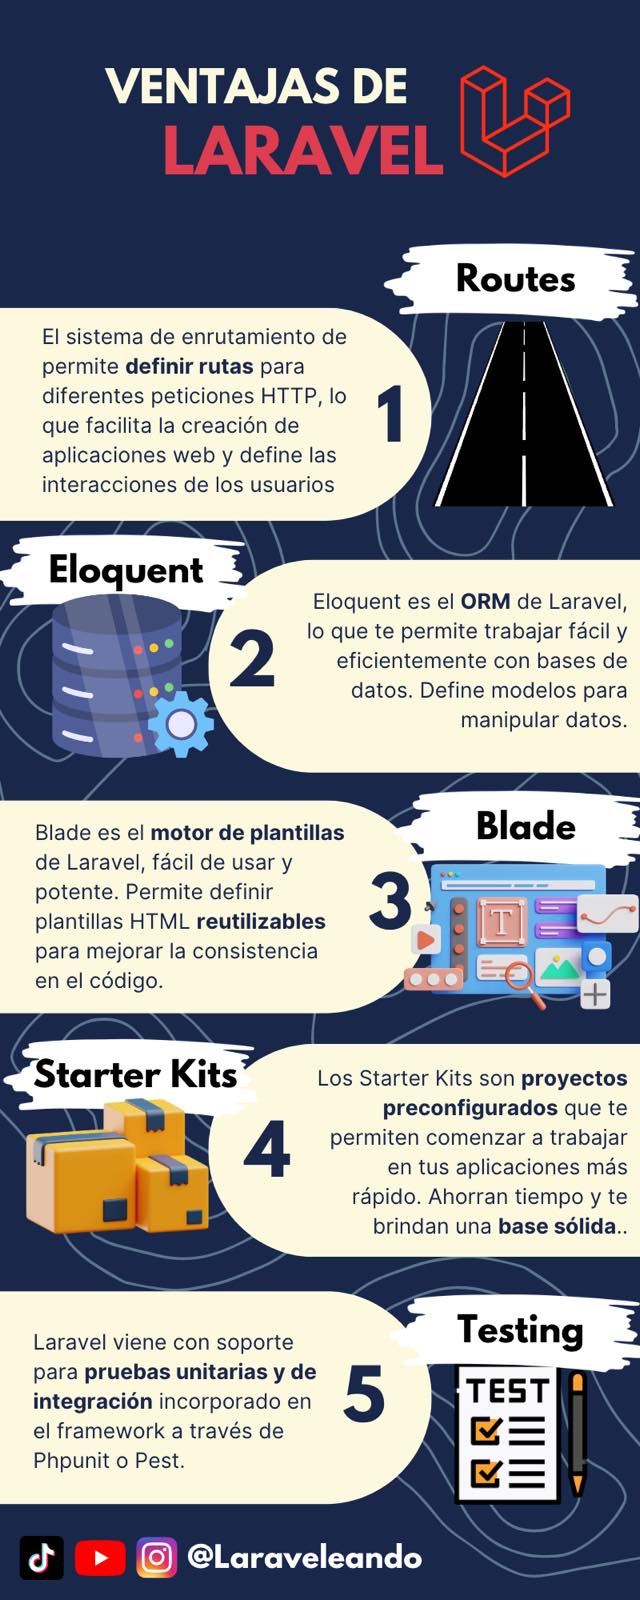 VENTAJAS DE
LARAVEL
Routes
El sistema de enrutamiento de
permite definir rutas para
diferentes peticiones HTTP, lo
que facilita la creación de
aplicaciones web y define las
interacciones de los usuarios
1
Eloquent
2
Eloquent es el ORM de Laravel,
lo que te permite trabajar fácil y
eficientemente con bases de
datos. Define modelos para
manipular datos.
Blade
Blade es el motor de plantillas
de Laravel, fácil de usar y
potente. Permite definir
plantillas HTML reutilizables
para mejorar la consistencia
en el código.
3
T
Starter Kits
4
Los Starter Kits son proyectos
preconfigurados que te
permiten comenzar a trabajar
en tus aplicaciones más
rápido. Ahorran tiempo y te
brindan una base sólida..
Testing
Laravel viene con soporte
para pruebas unitarias y de
integración incorporado en
el framework a través de
Phpunit o Pest.
5
TEST
@Laraveleando